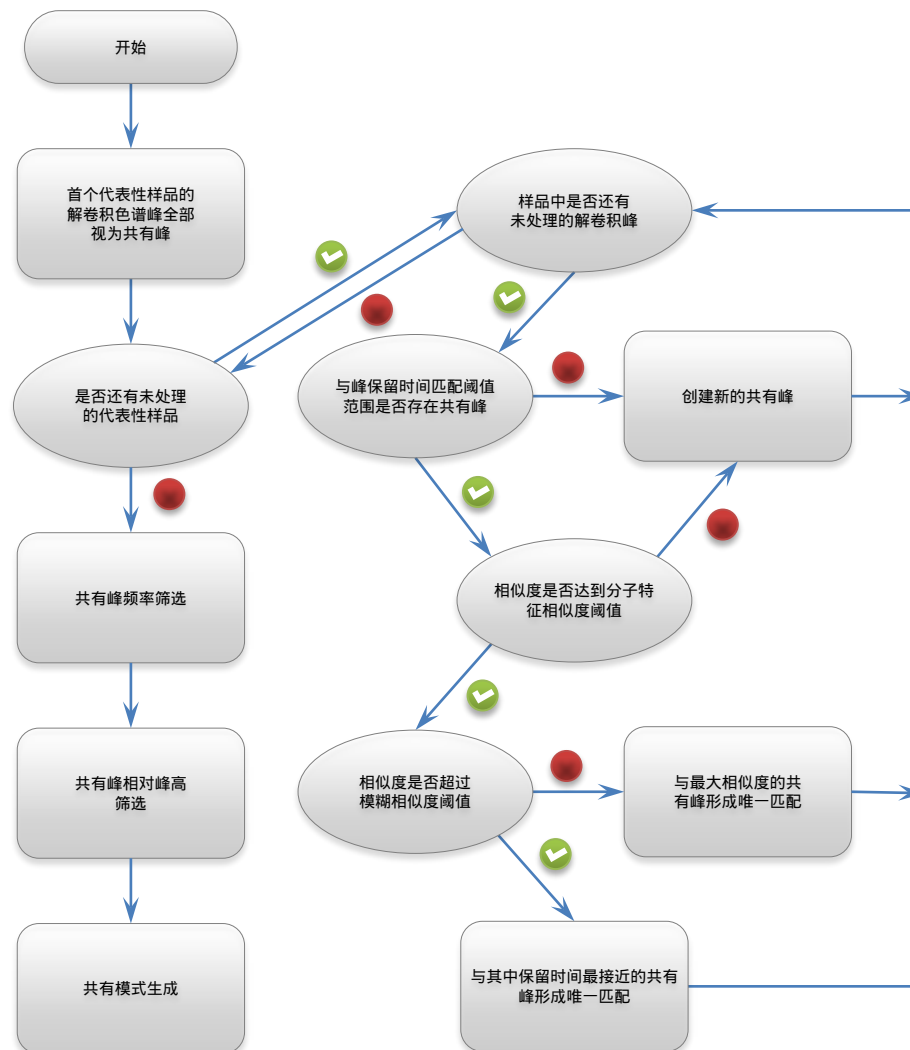 开始
首个代表性样品的
解卷积色谱峰全部
视为共有峰
样品中是否还有
未处理的解卷积峰
是否还有未处理
的代表性样品
与峰保留时间匹配阈值
范围是否存在共有峰
创建新的共有峰
共有峰频率筛选
相似度是否达到分子特
征相似度阈值
共有峰相对峰高
筛选
相似度是否超过
模糊相似度阈值
与最大相似度的共
有峰形成唯一匹配
共有模式生成
与其中保留时间最接近的共有
峰形成唯一匹配